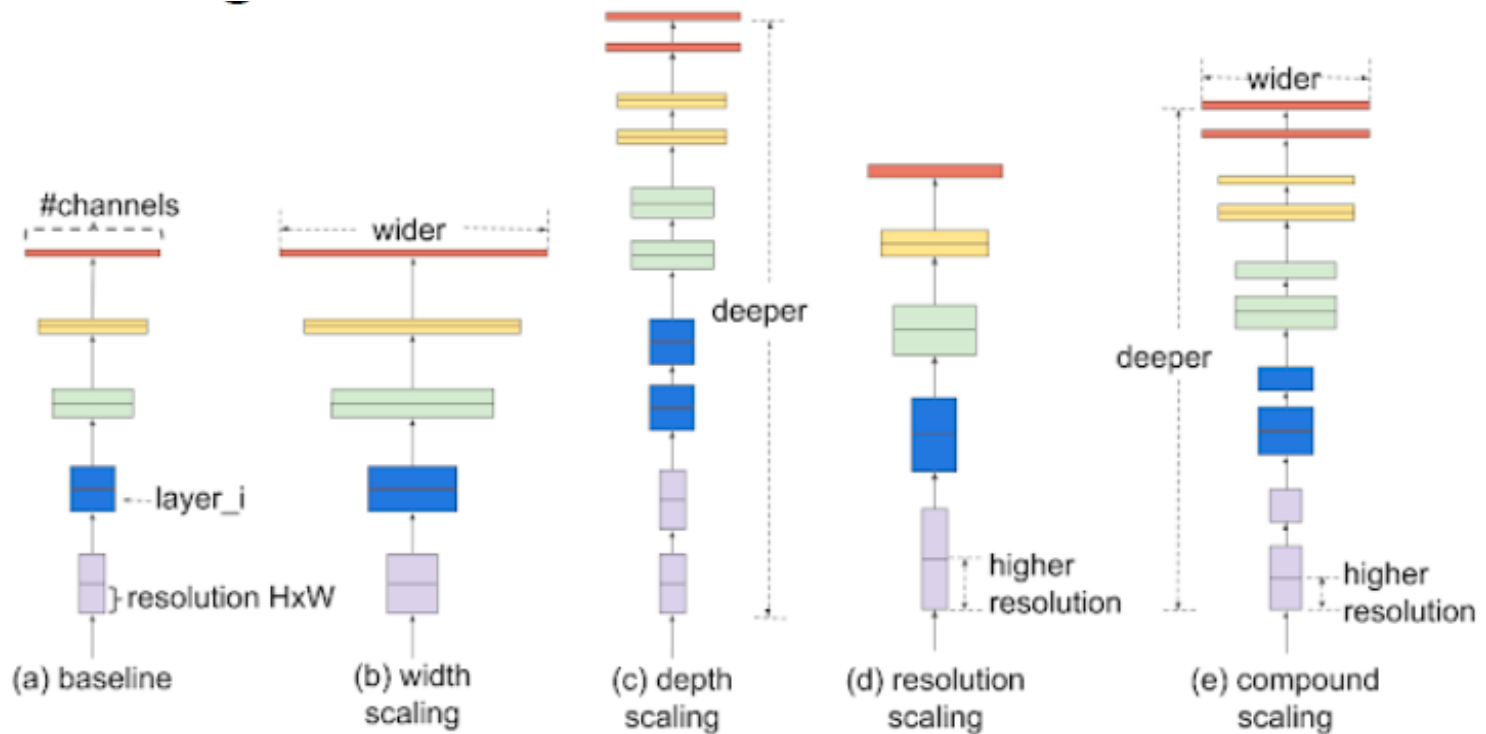 #channels
layer_i
resolution HxW
(a) baseline
wider
(b) width
scaling
deeper
(c) depth
scaling
higher
resolution
(d) resolution
scaling
wider
deeper
higher
resolution
(e) compound
scaling